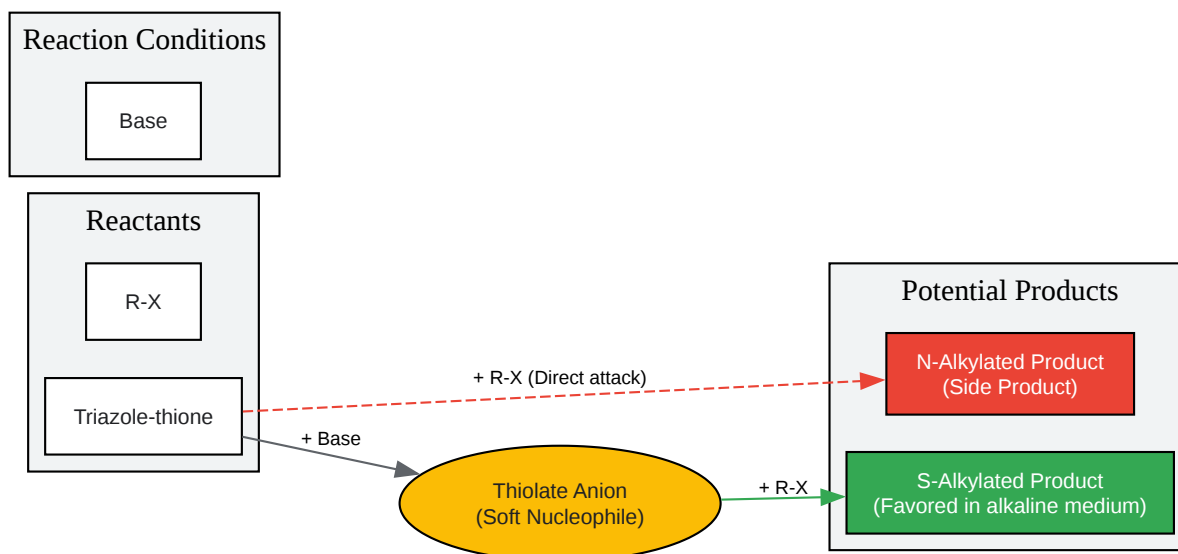 Reaction Conditions
Base
Reactants
R-X
Triazole-thione
+ R-X (Direct attack)
+ Base
Thiolate Anion
(Soft Nucleophile)
+ R-X
Potential Products
N-Alkylated Product
(Side Product)
S-Alkylated Product
(Favored in alkaline medium)